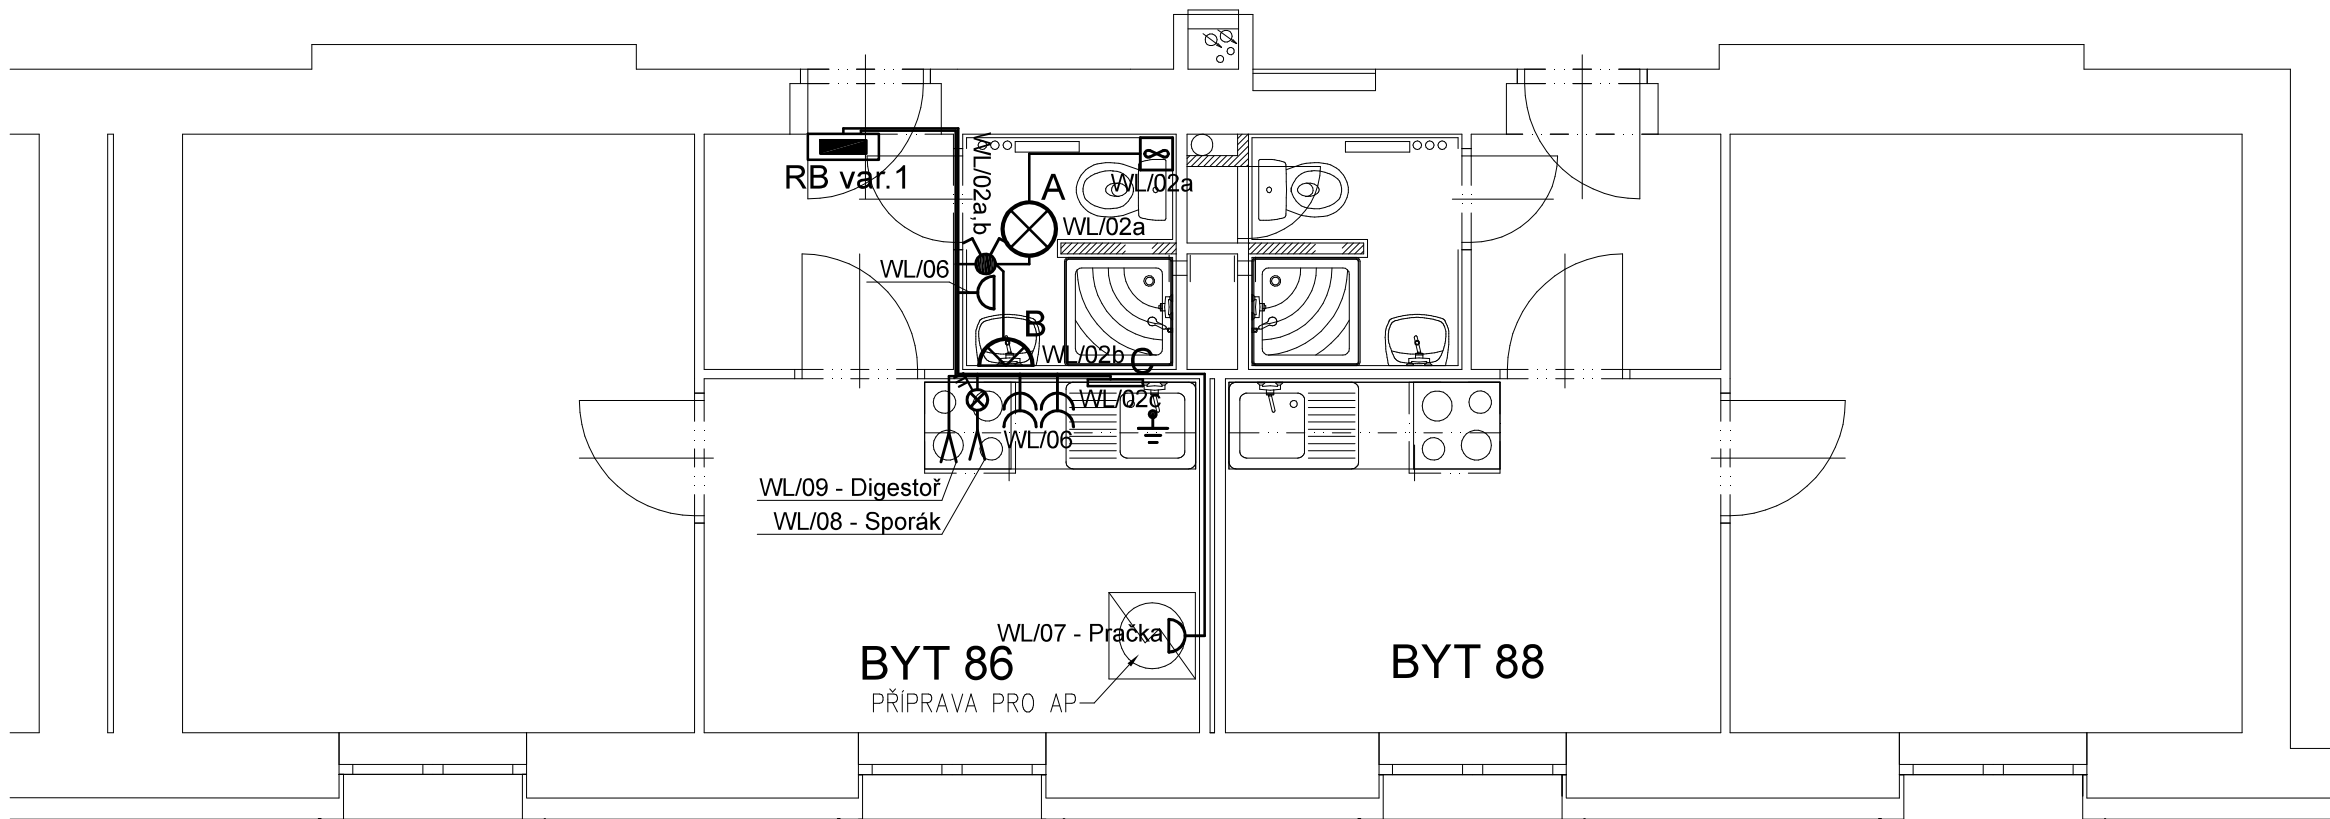 RB var.1
WL/02a,b
A
WL/02a
WL/02a
WL/06
B
WL/02b
C
WL/02c
WL/06
WL/09 - Digestoř
WL/08 - Sporák
WL/07 - Pračka
BYT 86
BYT 88
PŘÍPRAVA PRO AP